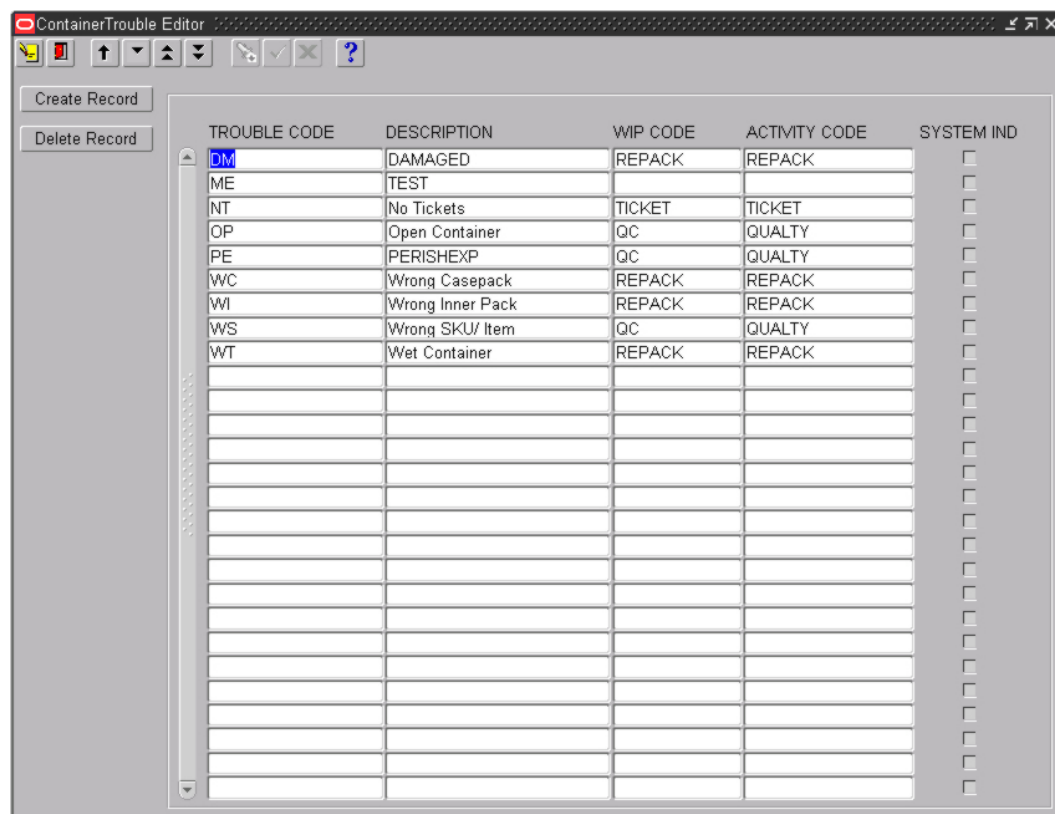 ContainerTrouble Editor
?
Create Record
Delete Record
TROUBLE CODE DESCRIPTION WIP CODE ACTIVITY CODE SYSTEM IND
DM DAMAGED REPACK REPACK
ME TEST
NT No Tickets TICKET TICKET
OP Open Container QC QUALTY
PE PERISHEXP QC QUALTY
WC Wrong Casepack REPACK REPACK
WI Wrong Inner Pack REPACK REPACK
WS Wrong SKU/ Item QC QUALTY
WT Wet Container REPACK REPACK